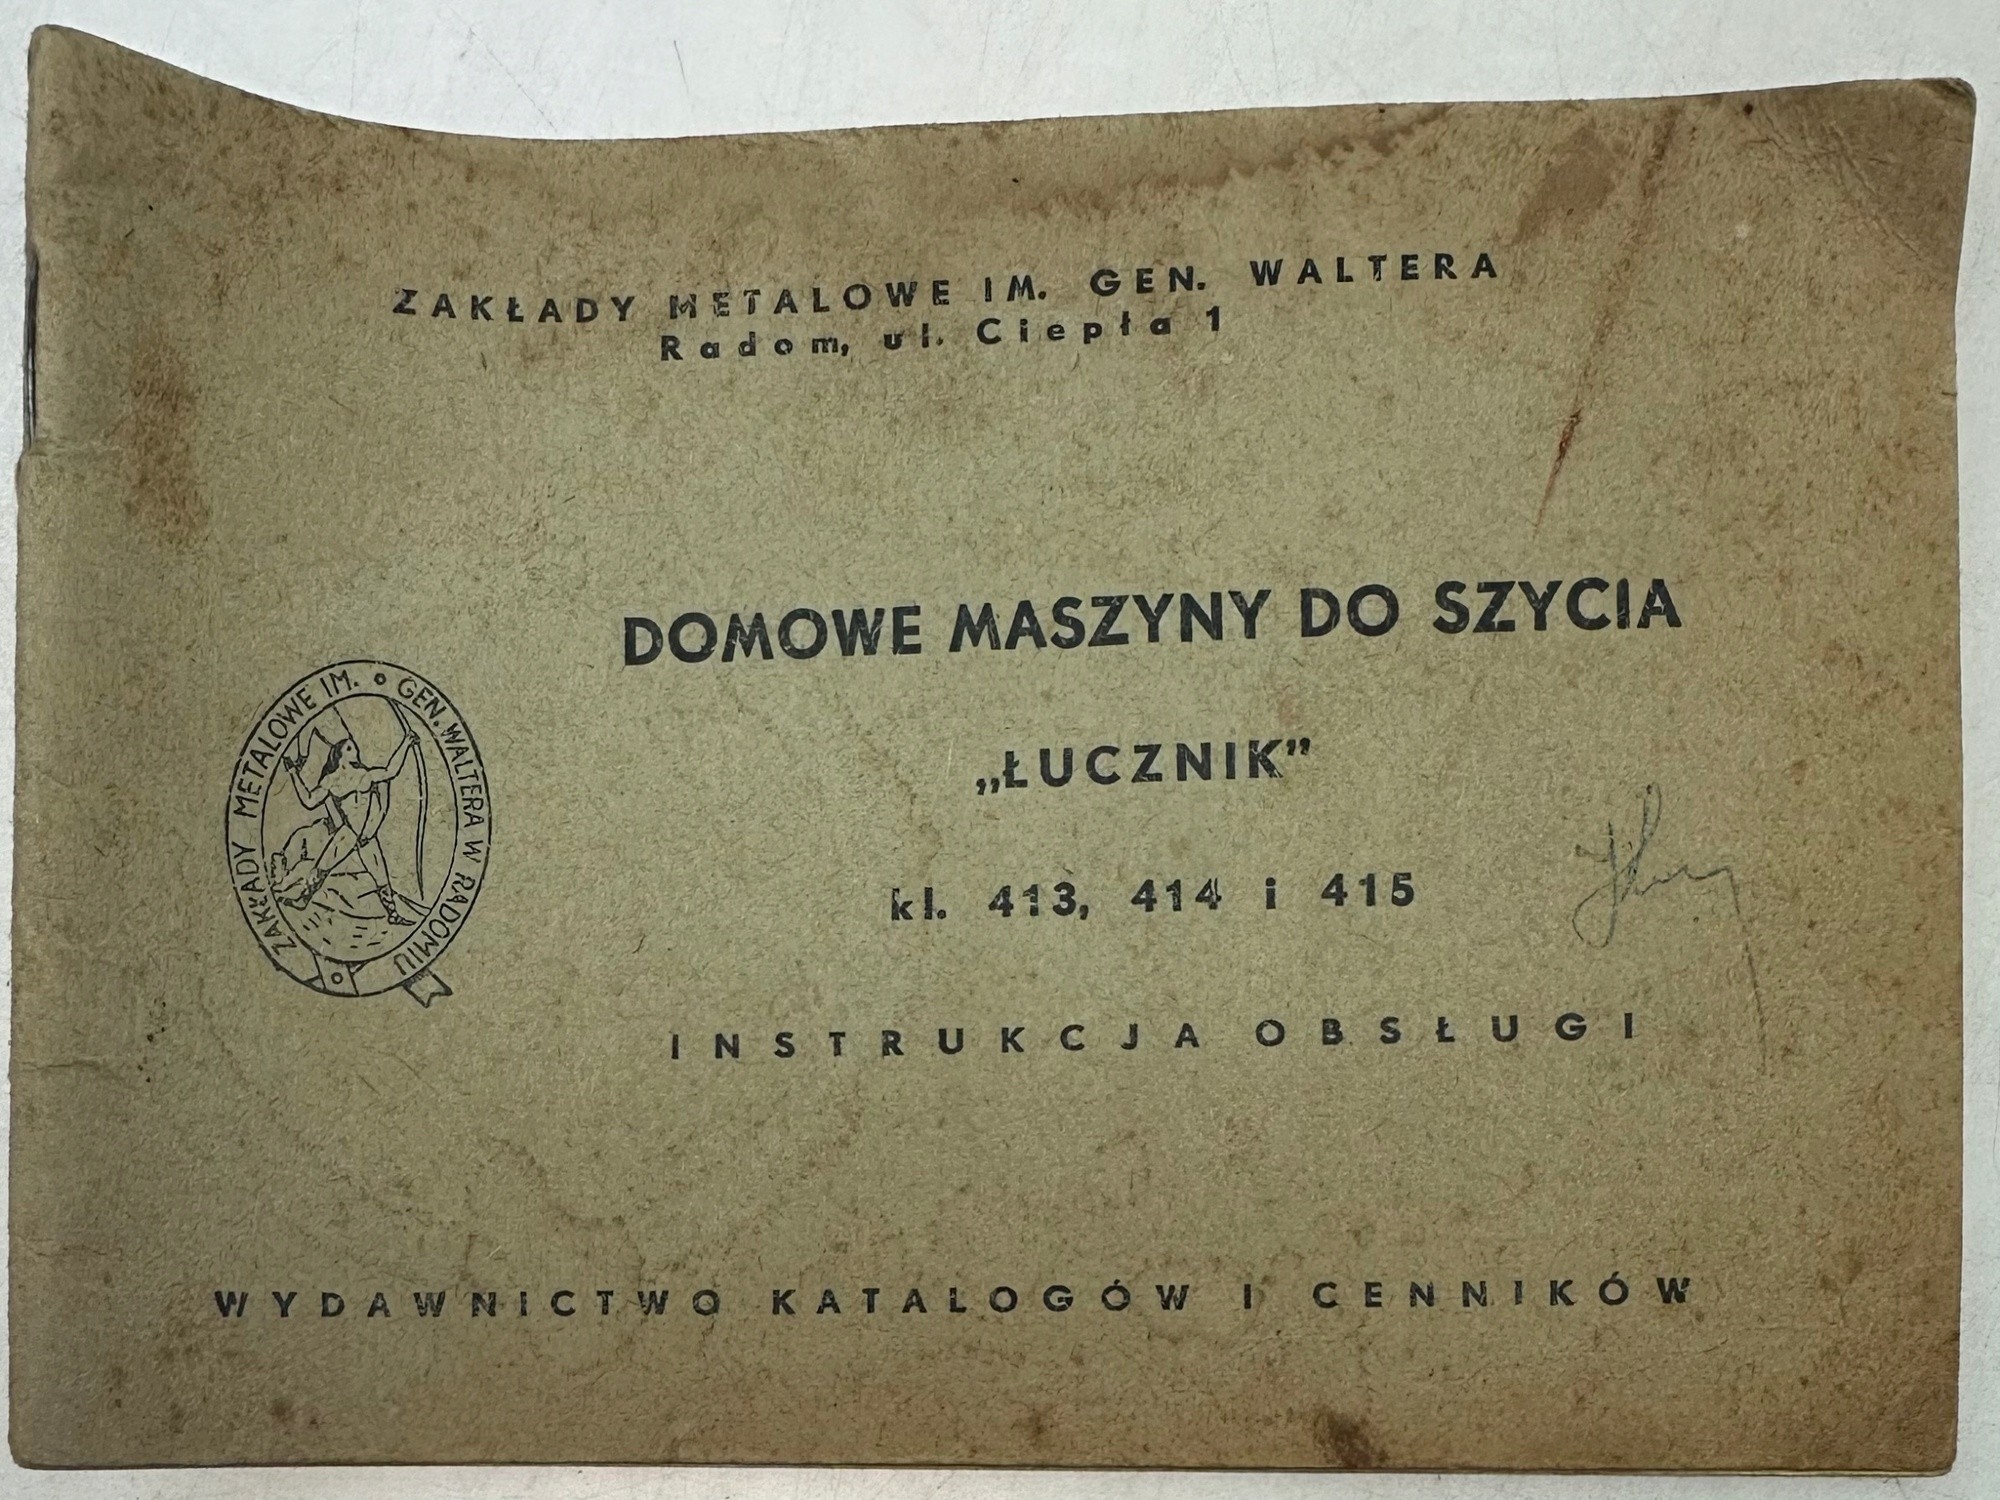 ZAKŁADY METALOWE IM. GEN. WALTERA
Radom, ul. Ciepła 1
DOMOWE MASZYNY DO SZYCIA
„ŁUCZNIK”
kl. 413, 414 i 415
ZAKŁADY METALOWE IM. GEN. WALTERA W RADOMIU
INSTRUKCJA OBSŁUGI
WYDAWNICTWO KATALOGÓW I CENNIKÓW